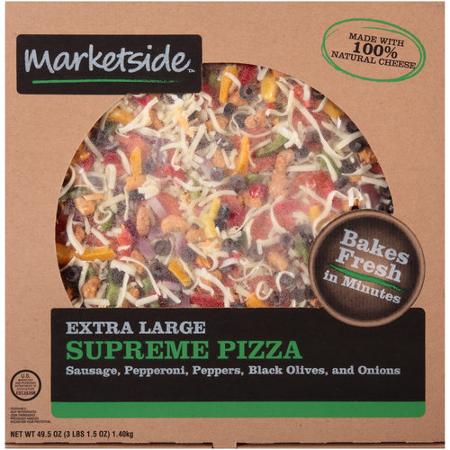 Marketside™
MADE WITH
100%
NATURAL CHEESE
Bakes
Fresh
in Minutes
EXTRA LARGE
SUPREME PIZZA
Sausage, Pepperoni, Peppers, Black Olives, and Onions
U.S.
NET WT 49.5 OZ (3 LBS 1.5 OZ) 1.40kg